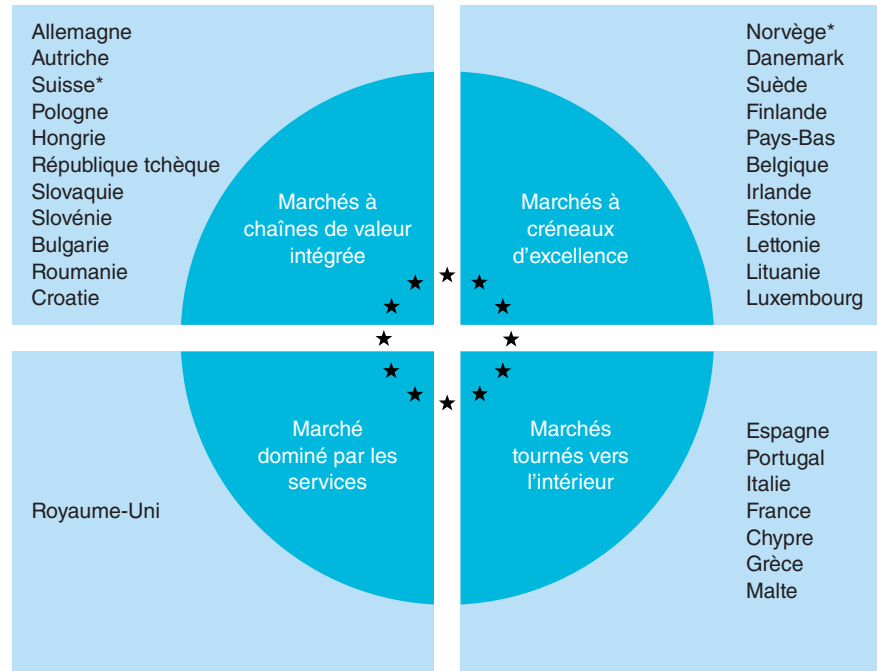 Allemagne
Autriche
Suisse*
Pologne
Hongrie
République tchèque
Slovaquie
Slovénie
Bulgarie
Roumanie
Croatie
Marchés à
chaînes de valeur
intégrée
Marchés à
créneaux
d’excellence
Norvège*
Danemark
Suède
Finlande
Pays-Bas
Belgique
Irlande
Estonie
Lettonie
Lituanie
Luxembourg
Royaume-Uni
Marché
dominé par les
services
Marchés
tournés vers
l’intérieur
Espagne
Portugal
Italie
France
Chypre
Grèce
Malte